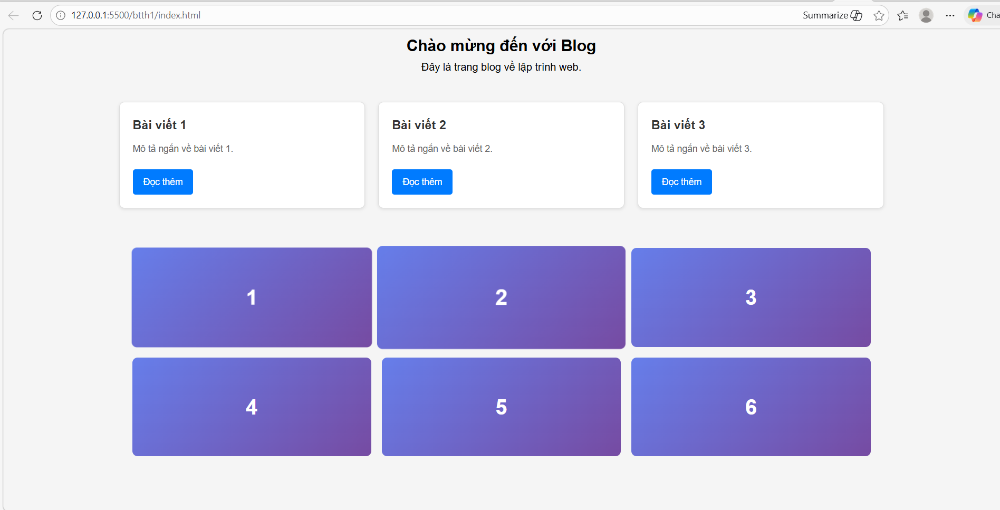 127.0.0.1:5500/btth1/index.html
Summarize
Cha
Chào mừng đến với Blog
Đây là trang blog về lập trình web.
Bài viết 1
Mô tả ngắn về bài viết 1.
Đọc thêm
Bài viết 2
Mô tả ngắn về bài viết 2.
Đọc thêm
Bài viết 3
Mô tả ngắn về bài viết 3.
Đọc thêm
1
2
3
4
5
6